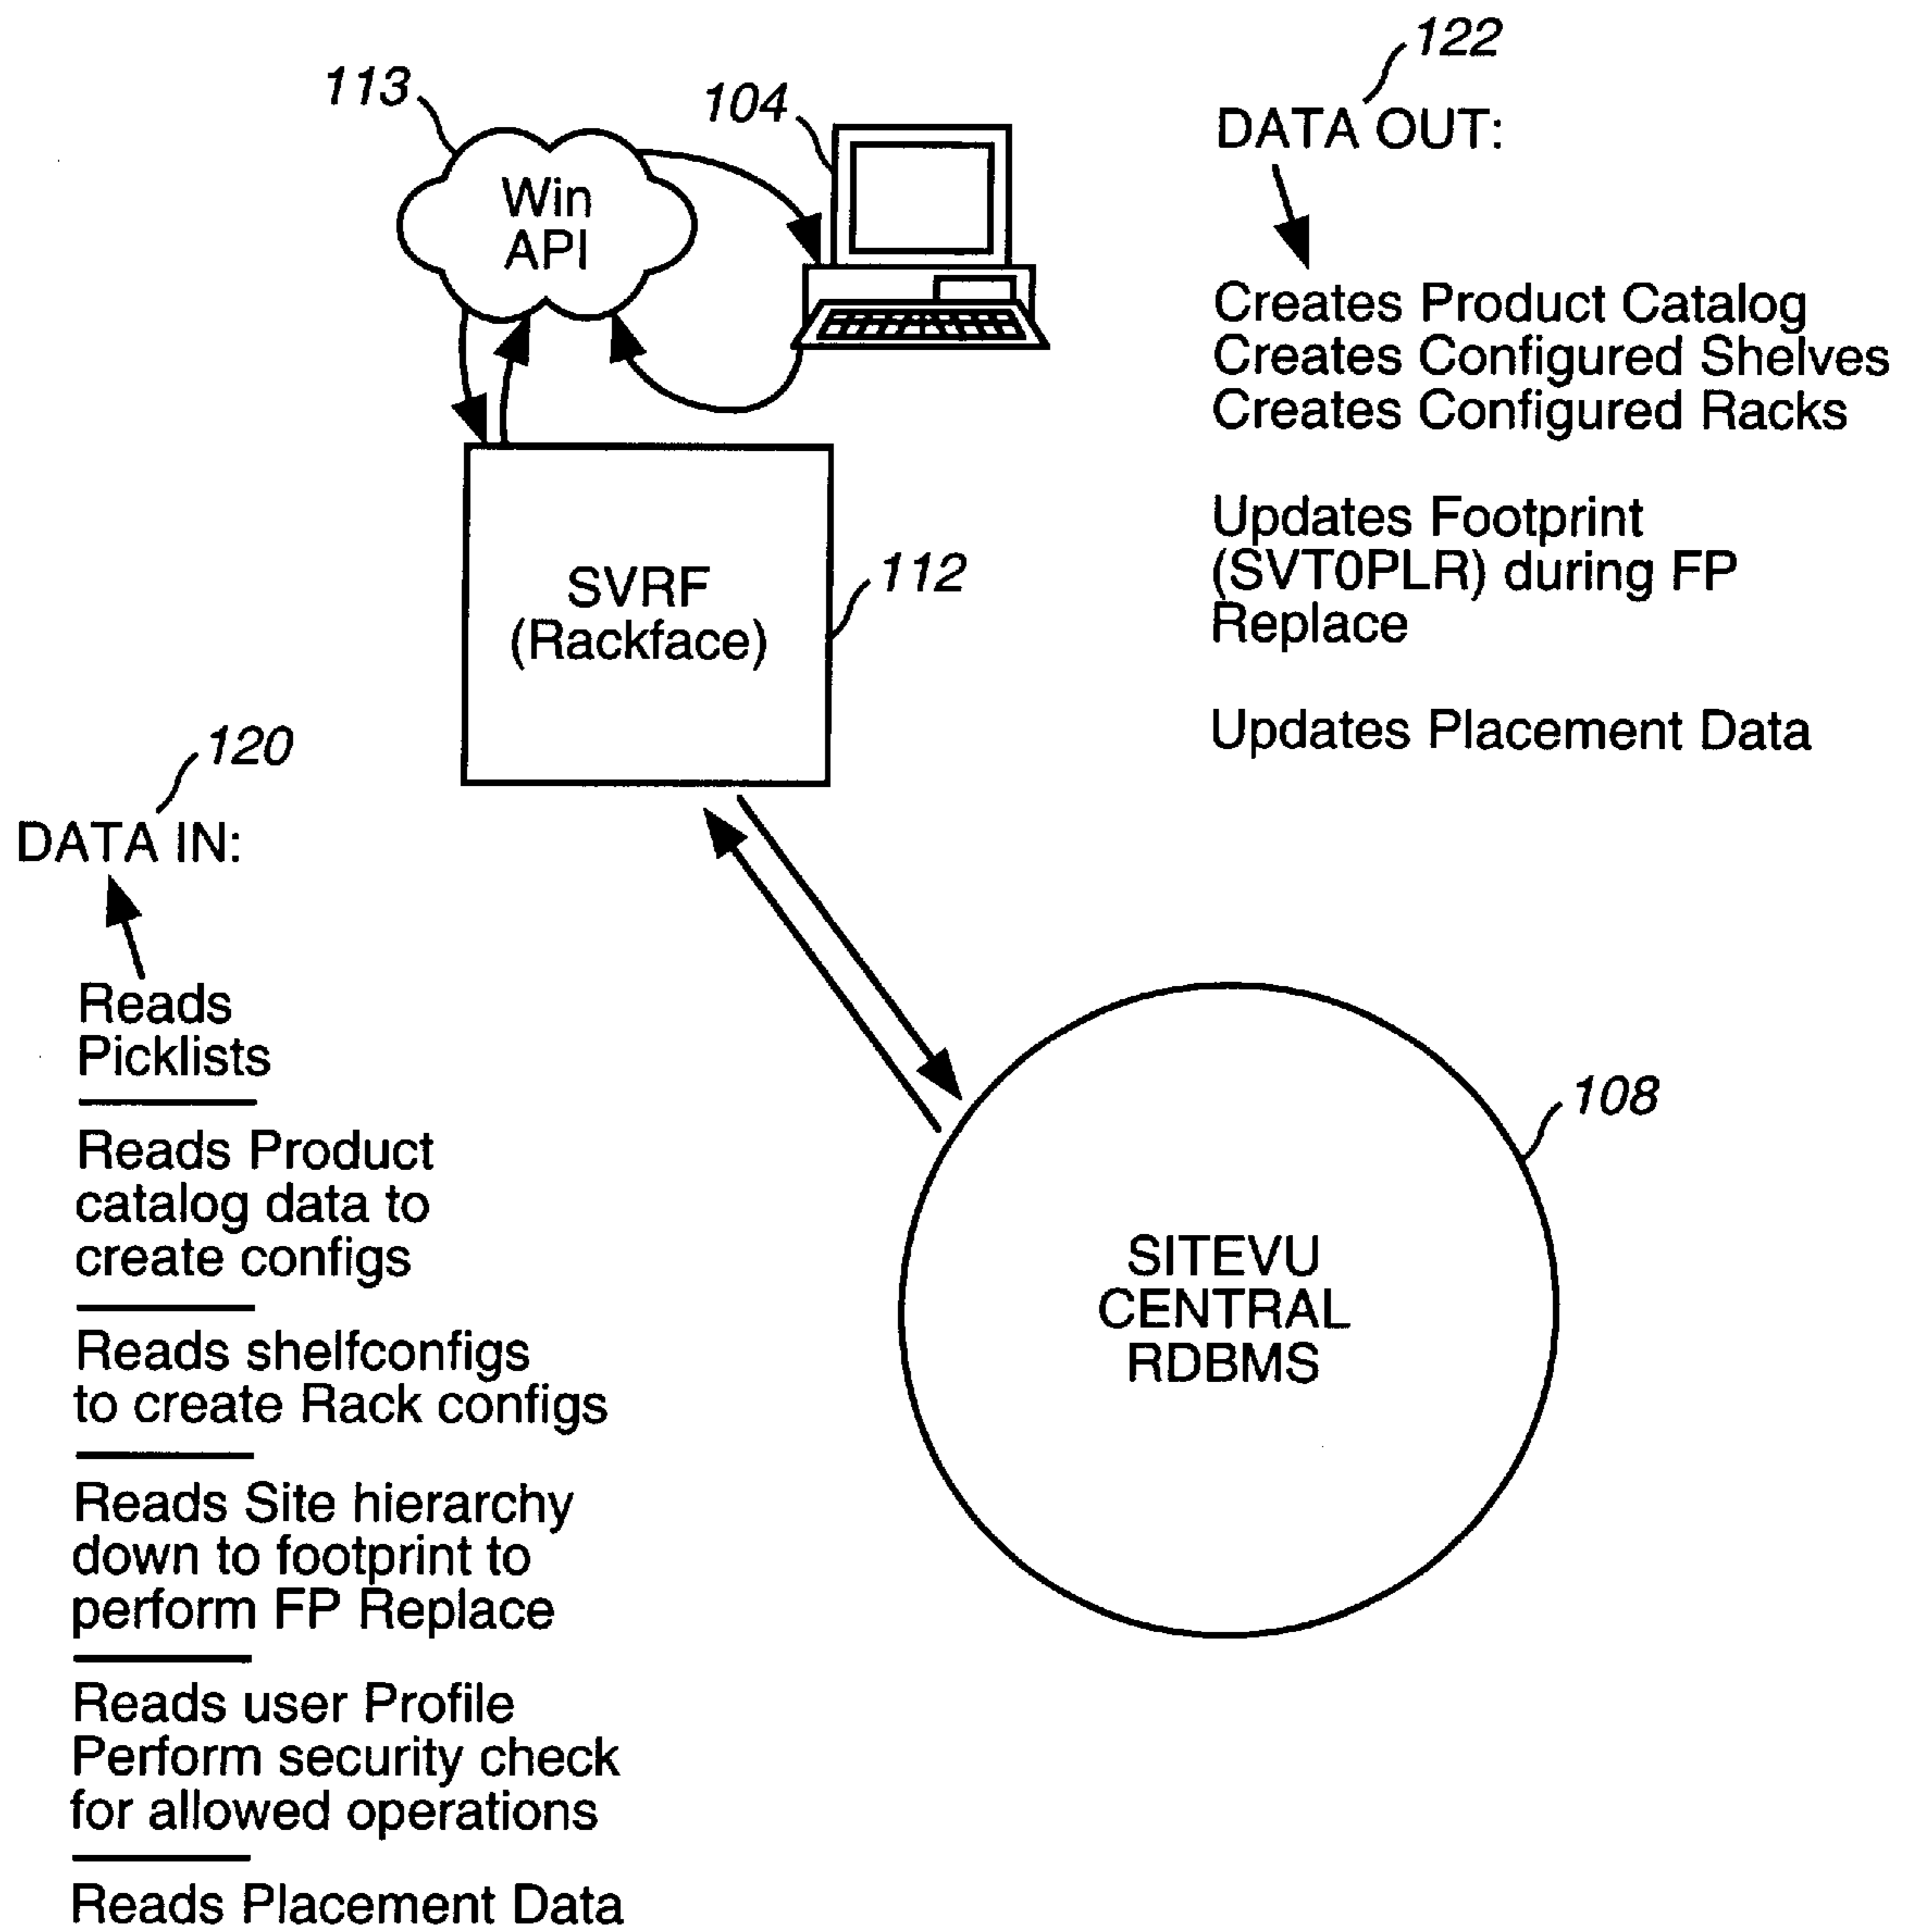 113
104
122
DATA OUT:
Win
API
Creates Product Catalog
Creates Configured Shelves
Creates Configured Racks
Updates Footprint
(SVT0PLR) during FP
Replace
Updates Placement Data
SVRF
(Rackface)
112
120
DATA IN:
Reads
Picklists
Reads Product
catalog data to
create configs
Reads shelfconfigs
to create Rack configs
Reads Site hierarchy
down to footprint to
perform FP Replace
Reads user Profile
Perform security check
for allowed operations
Reads Placement Data
108
SITEVU
CENTRAL
RDBMS